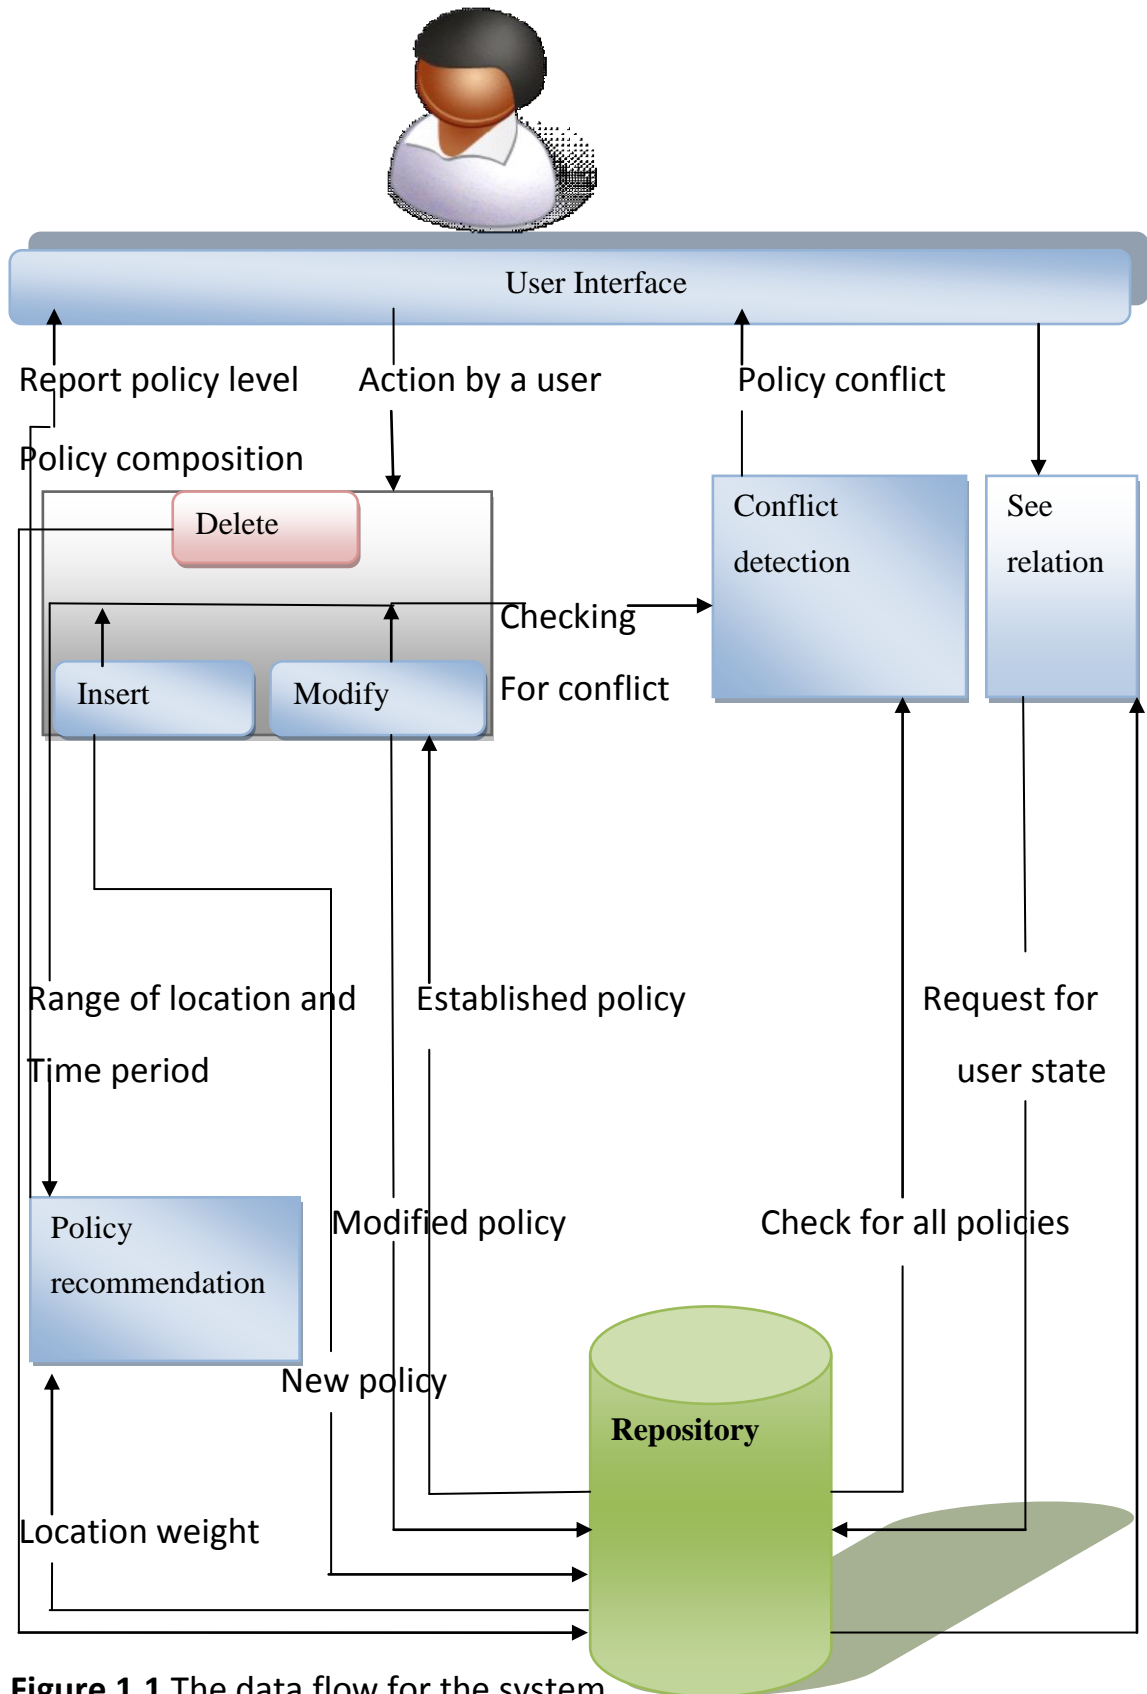 User Interface
Report policy level
Action by a user
Policy conflict
Policy composition
Delete
Conflict
detection
See
relation
Checking
For conflict
Insert
Modify
Range of location and
Time period
Established policy
Request for
user state
Policy
recommendation
Modified policy
Check for all policies
New policy
Repository
Location weight
Figure 1.1 The data flow for the system